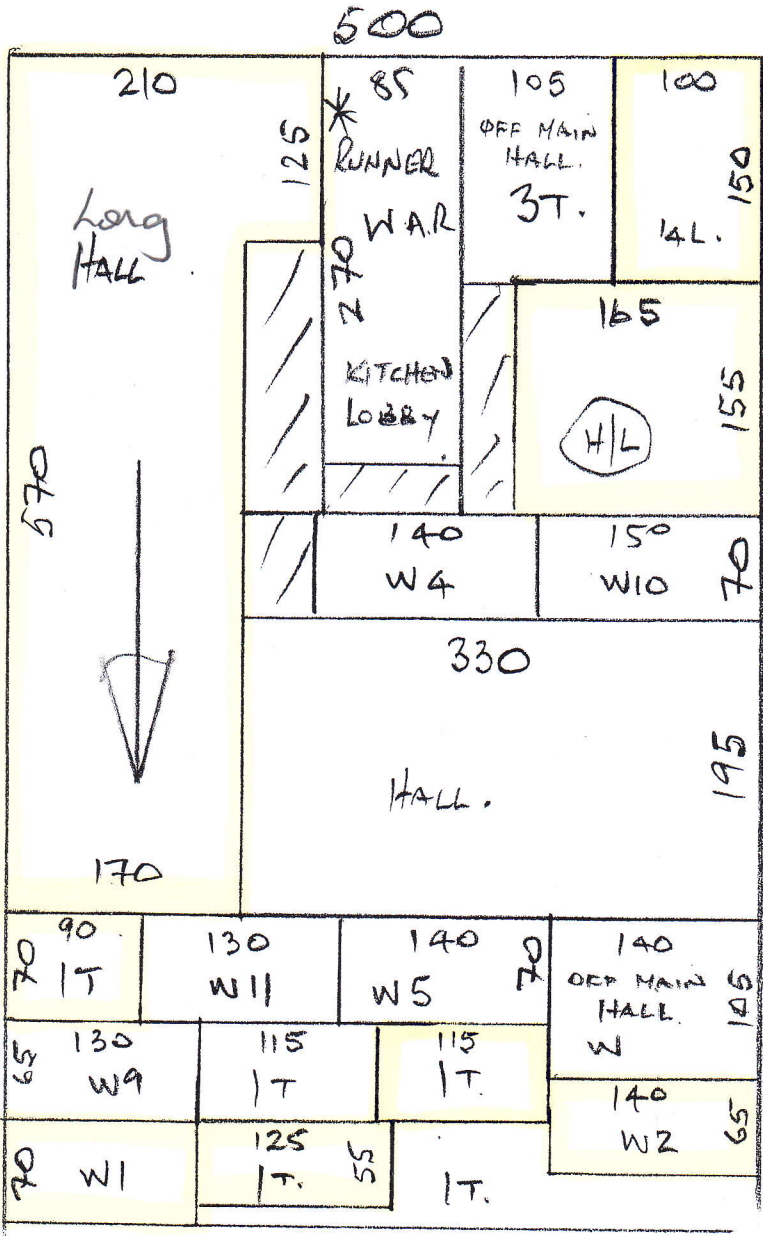 500
210
85
105
100
125
RUNNER
OFF MAIN
HALL.
150
WAR
3T.
14L.
Long
HALL
270
165
KITCHEN
LOBBY
155
H/L
570
140
150
W4
W10
70
330
195
HALL.
170
90
130
140
140
70
1T
W11
W5
70
OFF MAIN
HALL
105
W
65
130
115
115
W9
1T
1T.
140
W2
65
70
W1
125
1T.
55
1T.